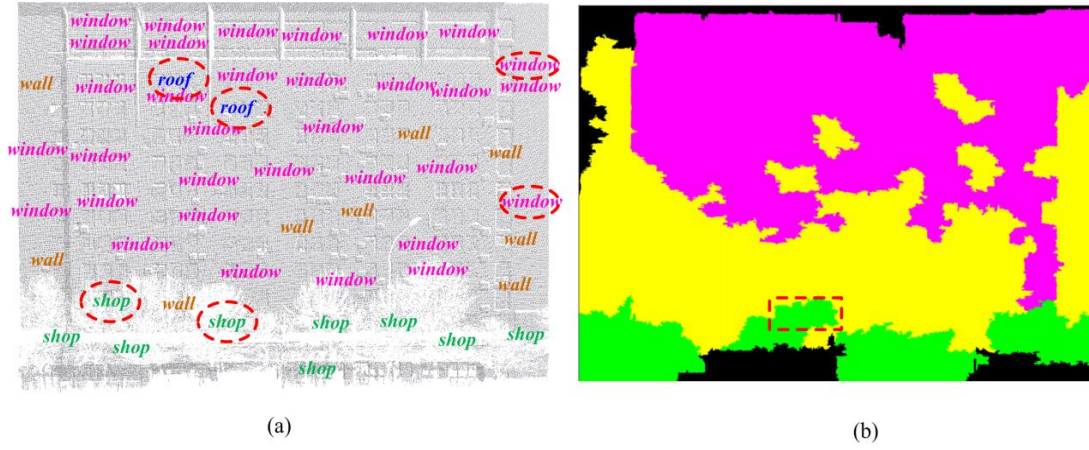 window window window window window window
window window
wall window roof window window window window window
window window
roof
window window wall
window window window wall
window window window
window window window wall window
wall
window window wall
wall window window
window window wall
shop wall
shop shop shop
shop shop shop shop
shop
(a)
(b)